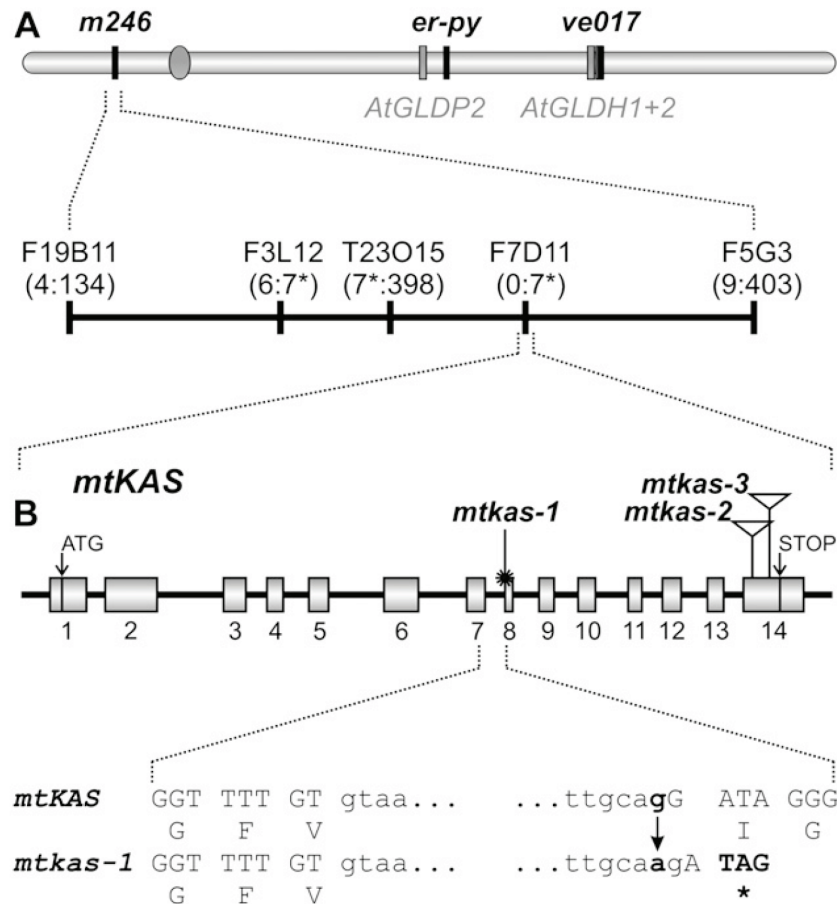 A
m246 er-py ve017
AtGLDP2 AtGLDH1+2
F19B11 F3L12 T23O15 F7D11 F5G3
(4:134) (6:7*) (7*:398) (0:7*) (9:403)
mtKAS
B
mtkas-3
mtkas-1 mtkas-2
ATG STOP
1 2 3 4 5 6 7 8 9 10 11 12 13 14
mtKAS GGT TTT GT gtaa... ...ttgcagG ATA GGG
G F V I G
mtkas-1 GGT TTT GT gtaa... ...ttgcaagA TAG
G F V *